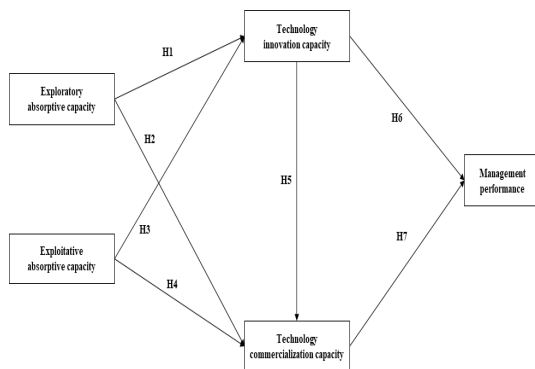 Technology
innovation capacity
H1
Exploratory
absorptive capacity
H2
H6
H5
Management
performance
H3
Exploitative
absorptive capacity
H4
H7
Technology
commercialization capacity